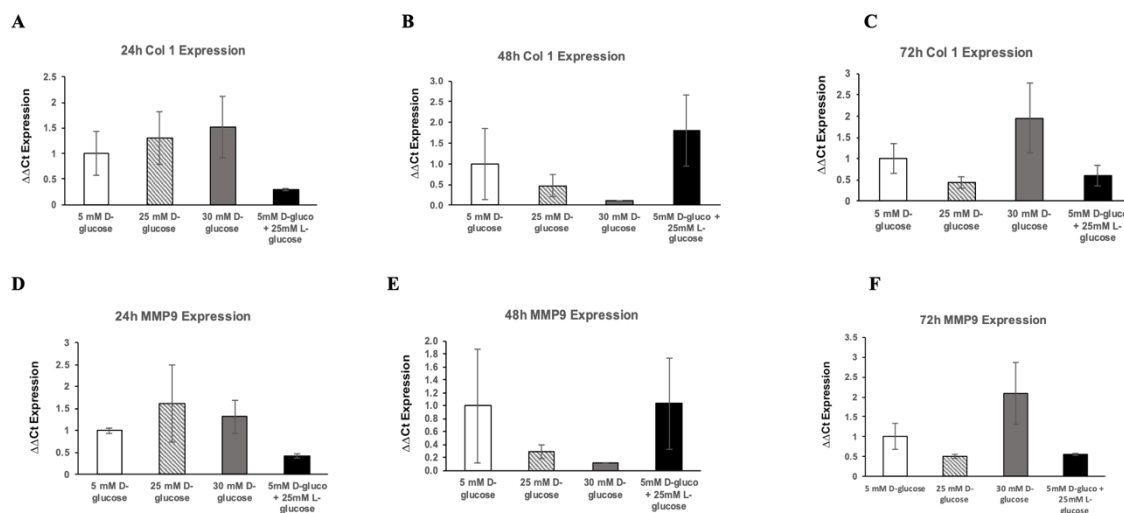 A
24h Col 1 Expression
ΔΔCt Expression
2.5
2
1.5
1
0.5
0
5 mM D-
glucose
25 mM D-
glucose
30 mM D-
glucose
5mM D-gluco
+ 25mM L-
glucose
B
48h Col 1 Expression
ΔΔCt Expression
3.0
2.5
2.0
1.5
1.0
0.5
0.0
5 mM D-
glucose
25 mM D-
glucose
30 mM D-
glucose
5mM D-gluco +
25mM L-
glucose
C
72h Col 1 Expression
ΔΔCt Expression
3
2.5
2
1.5
1
0.5
0
5 mM D-
glucose
25 mM D-
glucose
30 mM D-
glucose
5mM D-gluco
+ 25mM L-
glucose
D
24h MMP9 Expression
ΔΔCt Expression
3
2.5
2
1.5
1
0.5
0
5 mM D-
glucose
25 mM D-
glucose
30 mM D-
glucose
5mM D-gluco
+ 25mM L-
glucose
E
48h MMP9 Expression
ΔΔCt Expression
2.0
1.8
1.6
1.4
1.2
1.0
0.8
0.6
0.4
0.2
0.0
5 mM D-
glucose
25 mM D-
glucose
30 mM D-
glucose
5mM D-gluco
+ 25mM L-
glucose
F
72h MMP9 Expression
ΔΔCt Expression
3.5
3
2.5
2
1.5
1
0.5
0
5 mM D-glucose
25 mM D-
glucose
30 mM D-
glucose
5mM D-gluco +
25mM L-
glucose